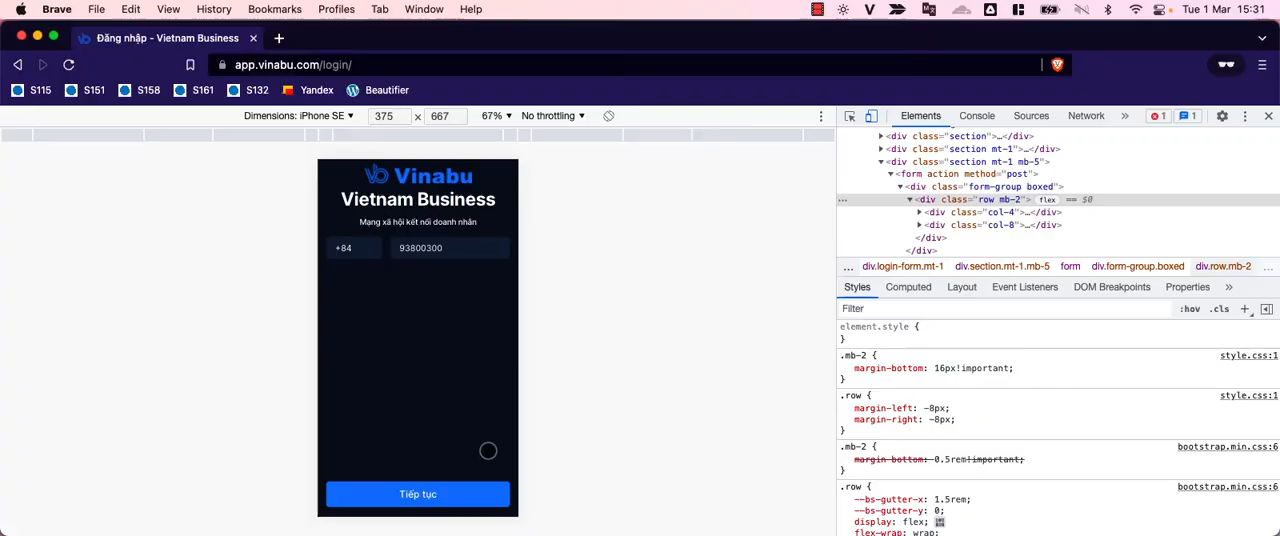 Brave File Edit View History Bookmarks Profiles Tab Window Help Tue 1 Mar 15:31
Đăng nhập - Vietnam Business
app.vinabu.com/login/
S115 S151 S158 S161 S132 Yandex Beautifier
Dimensions: iPhone SE ▾ 375 × 667 67% ▾ No throttling ▾
Elements Console Sources Network » 1 1
▸<div class="section">…</div>
▸<div class="section mt-1">…</div>
▾<div class="section mt-1 mb-5">
▾<form action method="post">
▾<div class="form-group boxed">
… ▾<div class="row mb-2"> flex == $0
▸<div class="col-4">…</div>
▸<div class="col-8">…</div>
</div>
</div>
… div.login-form.mt-1 div.section.mt-1.mb-5 form div.form-group.boxed div.row.mb-2 …
Styles Computed Layout Event Listeners DOM Breakpoints Properties »
Filter :hov .cls +
element.style {
}
.mb-2 { style.css:1
margin-bottom: 16px!important;
}
.row { style.css:1
margin-left: -8px;
margin-right: -8px;
}
.mb-2 { bootstrap.min.css:6
margin-bottom: 0.5rem!important;
}
.row { bootstrap.min.css:6
--bs-gutter-x: 1.5rem;
--bs-gutter-y: 0;
display: flex;
flex-wrap: wrap;
Vinabu
Vietnam Business
Mạng xã hội kết nối doanh nhân
+84 93800300
Tiếp tục